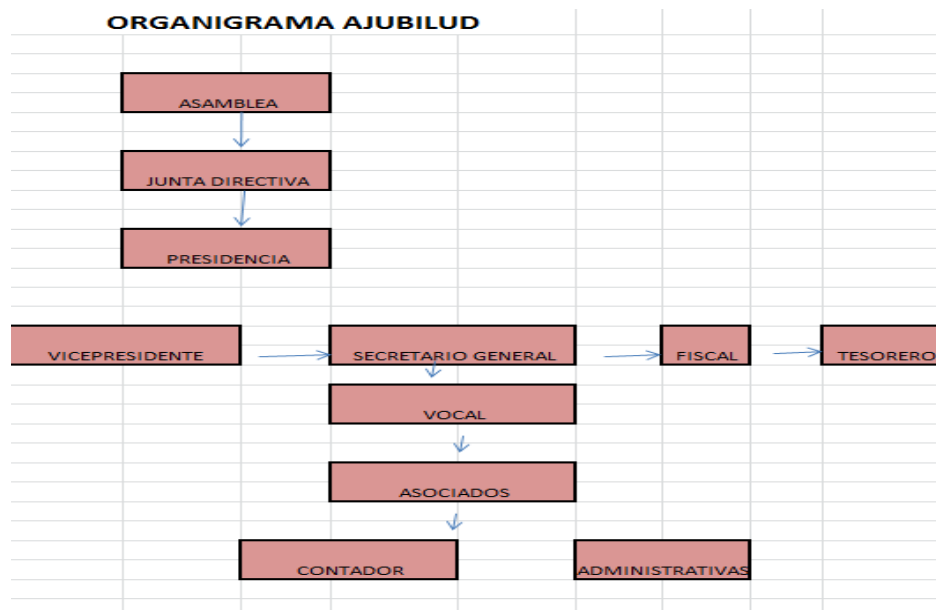 ORGANIGRAMA AJUBILUD
ASAMBLEA
JUNTA DIRECTIVA
PRESIDENCIA
VICEPRESIDENTE SECRETARIO GENERAL FISCAL TESORERO
VOCAL
ASOCIADOS
CONTADOR ADMINISTRATIVAS